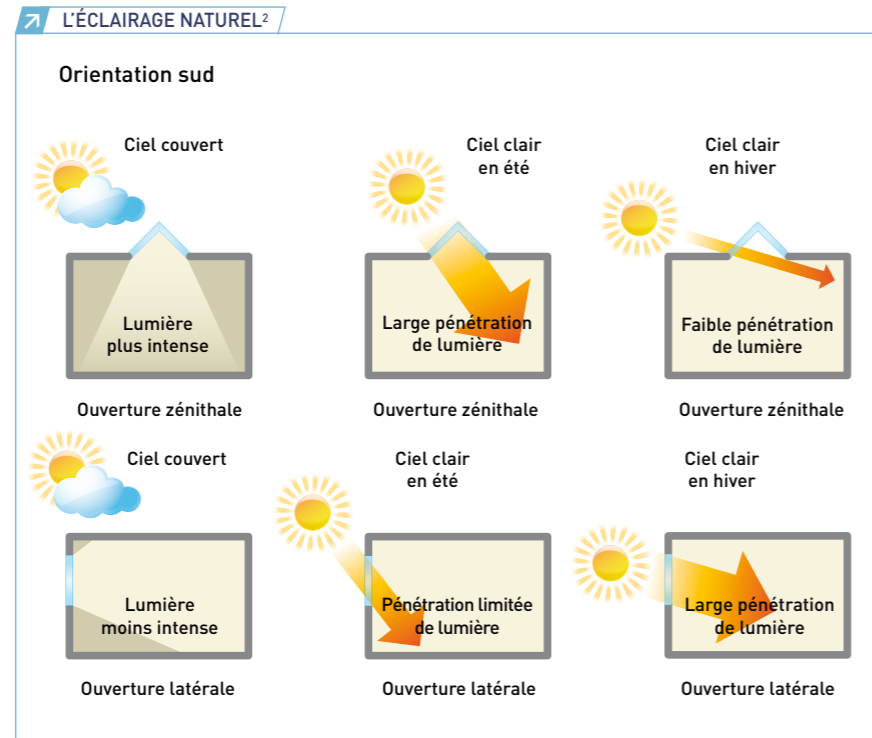 L'ÉCLAIRAGE NATUREL²
Orientation sud
Ciel couvert
Lumière
plus intense
Ouverture zénithale
Ciel clair
en été
Large pénétration
de lumière
Ouverture zénithale
Ciel clair
en hiver
Faible pénétration
de lumière
Ouverture zénithale
Ciel couvert
Lumière
moins intense
Ouverture latérale
Ciel clair
en été
Pénétration limitée
de lumière
Ouverture latérale
Ciel clair
en hiver
Large pénétration
de lumière
Ouverture latérale